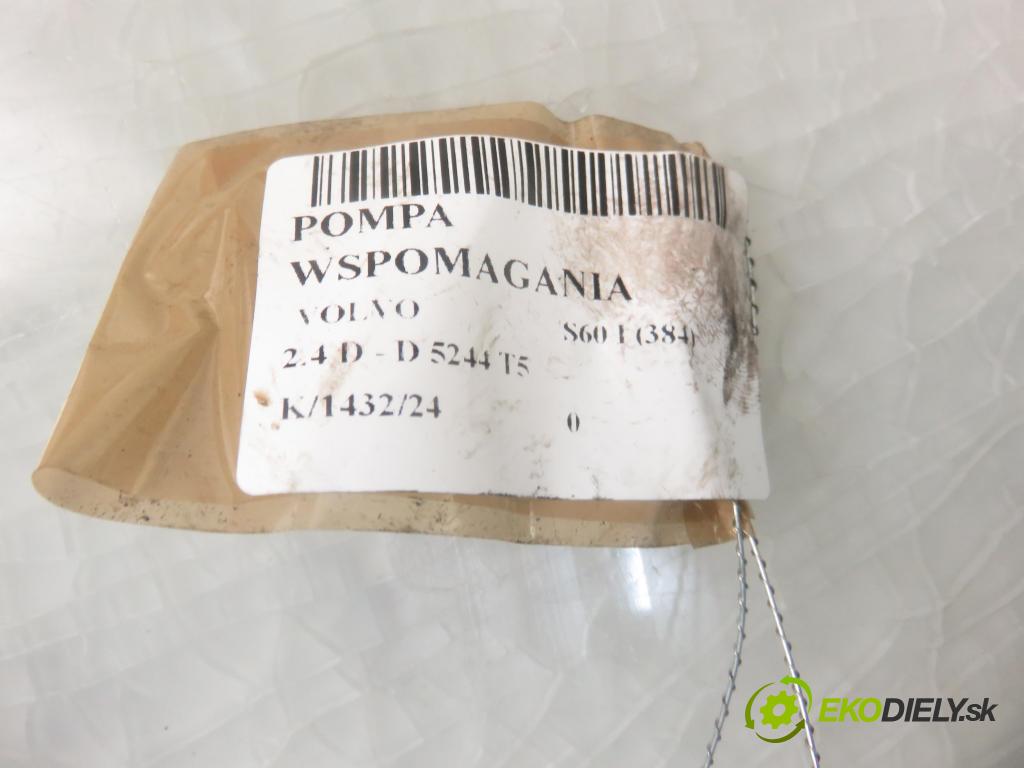 POMPA
WSPOMAGANIA
VOLVO S60 I (384)
2.4 D - D 5244 T5
K/1432/24 0
EKODIELY.sk